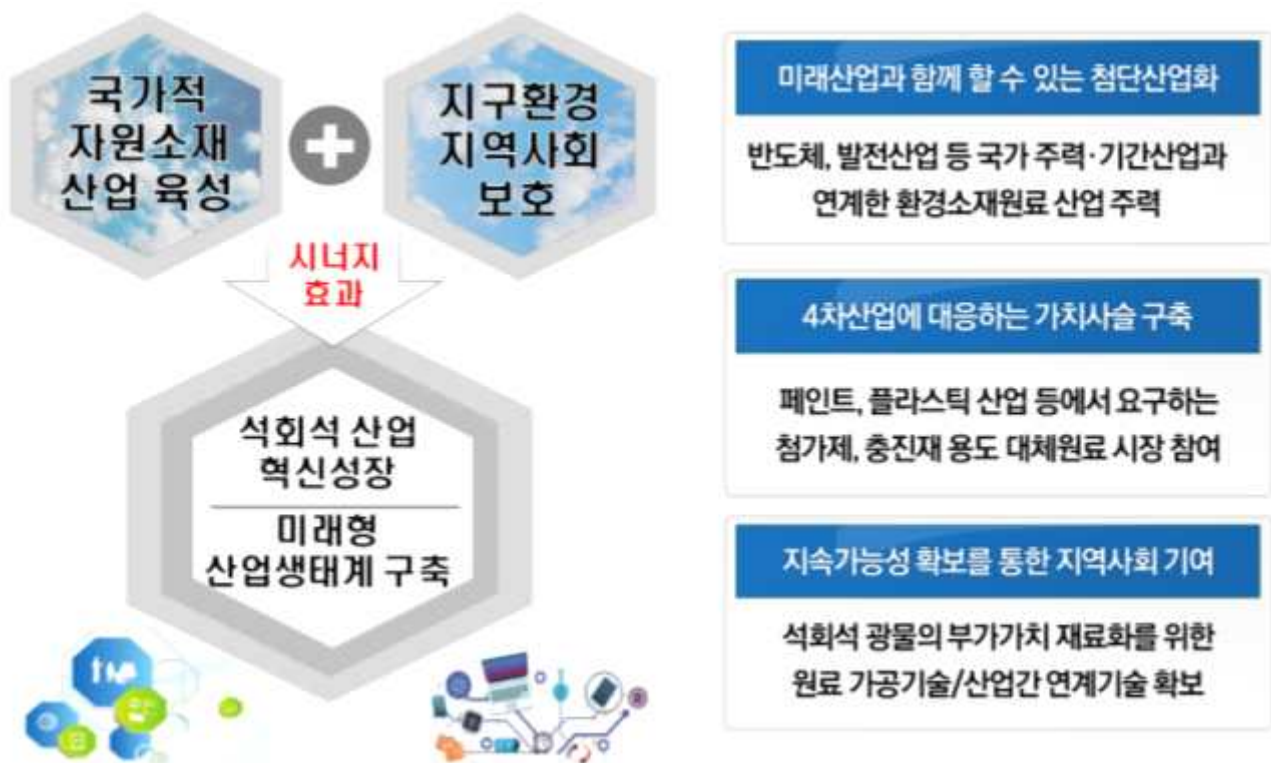 국가적
자원소재
산업 육성
지구환경
지역사회
보호
시너지
효과
석회석 산업
혁신성장
미래형
산업생태계 구축
미래산업과 함께 할 수 있는 첨단산업화
반도체, 발전산업 등 국가 주력·기간산업과
연계한 환경소재원료 산업 주력
4차산업에 대응하는 가치사슬 구축
페인트, 플라스틱 산업 등에서 요구하는
첨가제, 충진재 용도 대체원료 시장 참여
지속가능성 확보를 통한 지역사회 기여
석회석 광물의 부가가치 재료화를 위한
원료 가공기술/산업간 연계기술 확보